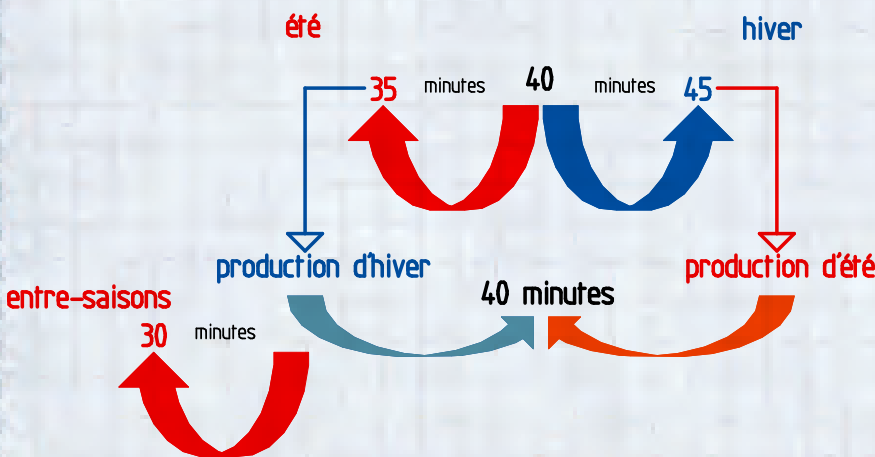 été
hiver
35 minutes 40 minutes 45
production d'hiver
production d'été
40 minutes
entre-saisons
30 minutes